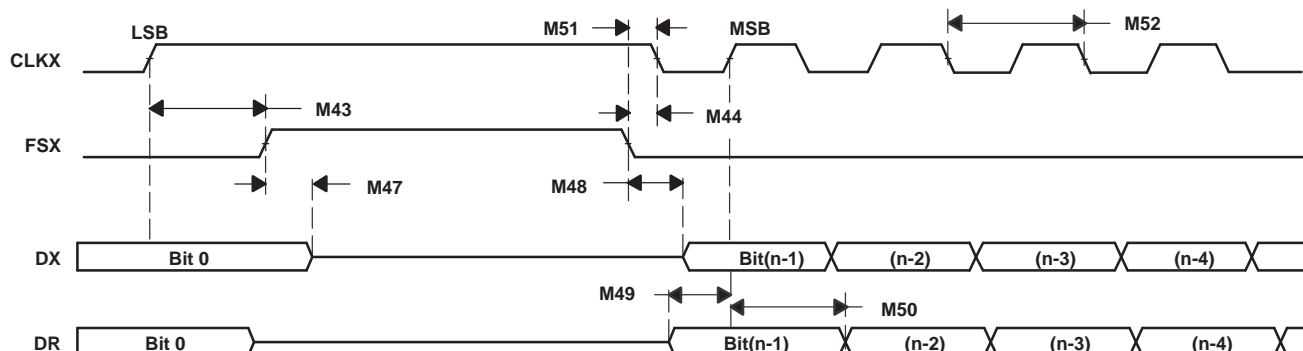 LSB
M51
MSB
M52
CLKX
M43
M44
FSX
M47
M48
DX
Bit 0
Bit(n-1)
(n-2)
(n-3)
(n-4)
M49
M50
DR
Bit 0
Bit(n-1)
(n-2)
(n-3)
(n-4)